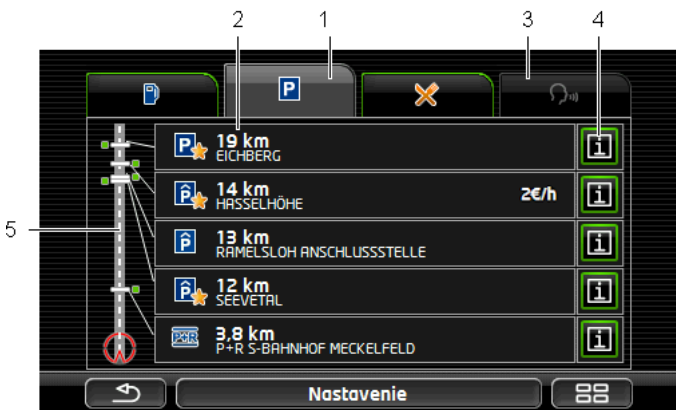 2 1 3 4
P
P 19 km
EICHBERG
i
P 14 km
HASSELHÖHE
2€/h
i
P 13 km
RAMELSLOH ANSCHLUSSSTELLE
i
5
P 12 km
SEEVETAL
i
P+R 3,8 km
P+R S-BAHNHOF MECKELFELD
i
Nastavenie